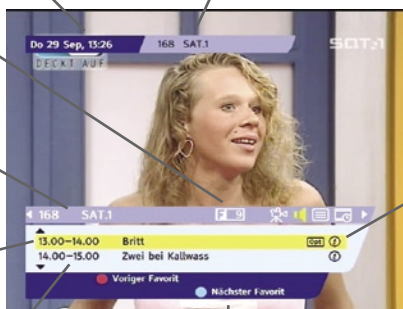 Do 29 Sep, 13:26 168 SAT.1
SAT.1
DECKT AUF
168 SAT.1 F 9
13.00–14.00 Britt Opt i
14.00–15.00 Zwei bei Kallwass i
Voriger Favorit
Nächster Favorit